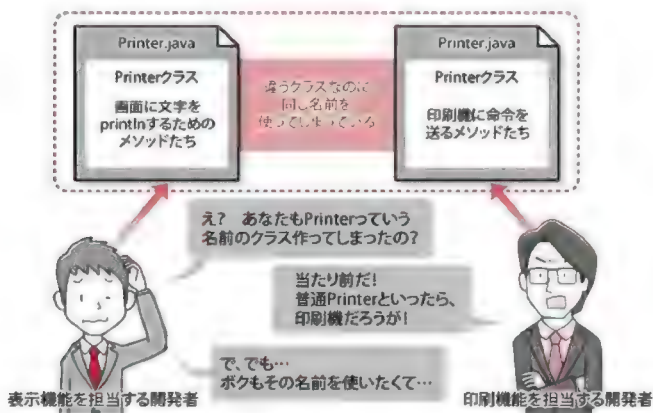 Printer.java
Printerクラス
画面に文字を
printlnするための
メソッドたち
違うクラスなのに
同じ名前を
使ってしまっている
Printer.java
Printerクラス
印刷機に命令を
送るメソッドたち
え? あなたもPrinterっていう
名前のクラス作ってしまったの?
当たり前だ!
普通Printerといったら、
印刷機だろうが!
で、でも…
ボクもその名前を使いたくて…
表示機能を担当する開発者
印刷機能を担当する開発者